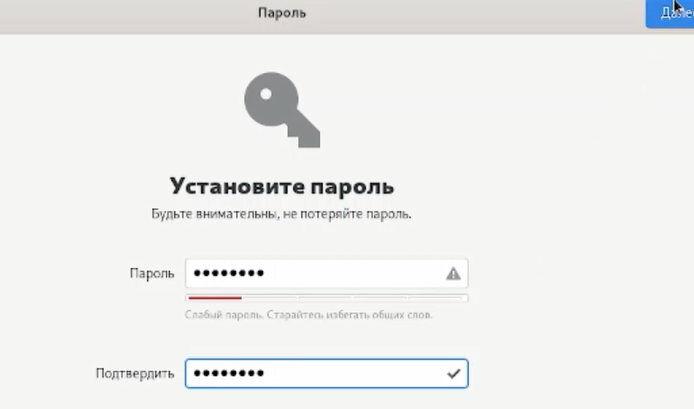 Пароль
Установите пароль
Будьте внимательны, не потеряйте пароль.
Пароль ••••••••
Слабый пароль. Старайтесь избегать общих слов.
Подтвердить ••••••••